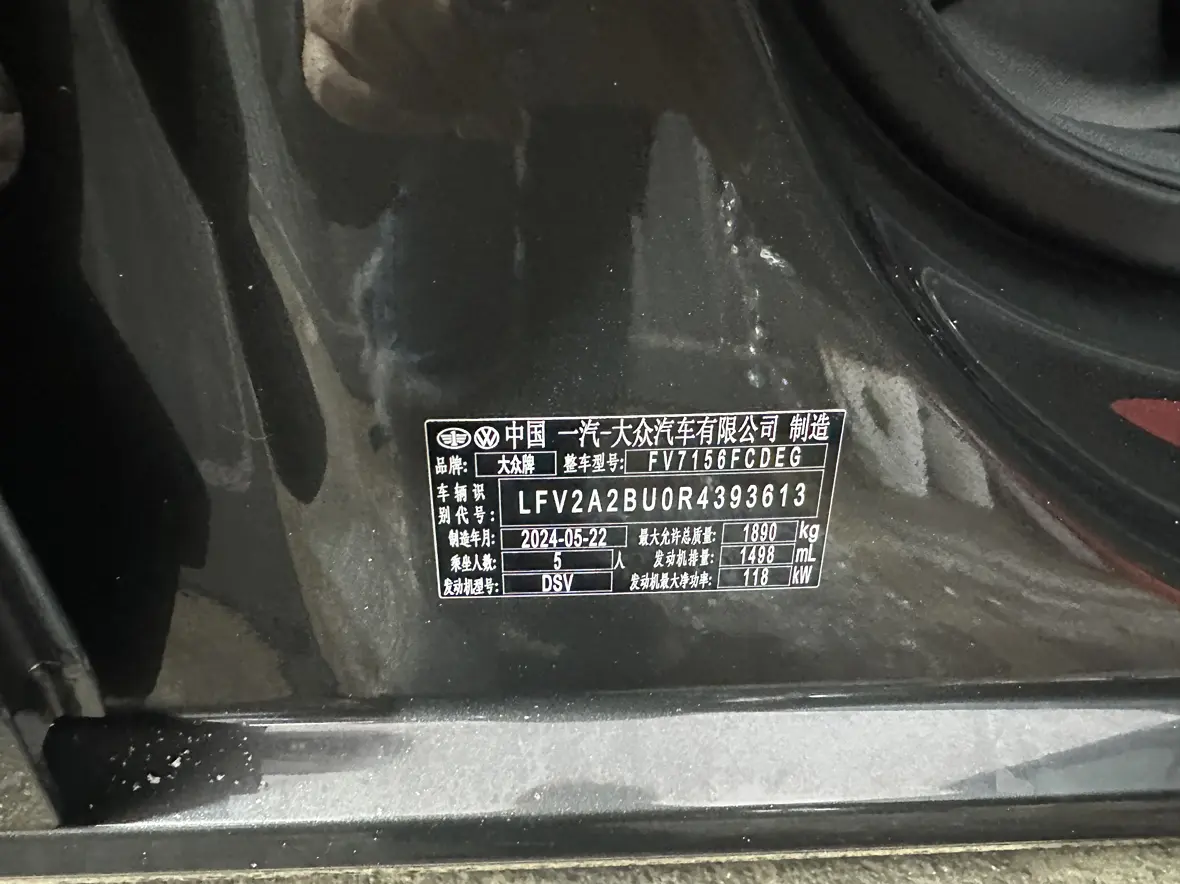 中国 一汽-大众汽车有限公司 制造
品牌: 大众牌 整车型号: FV7156FCDEG
车辆识别代号: LFV2A2BU0R4393613
制造年月: 2024-05-22 最大允许总质量: 1890 kg
乘坐人数: 5 人 发动机排量: 1498 mL
发动机型号: DSV 发动机最大净功率: 118 kW